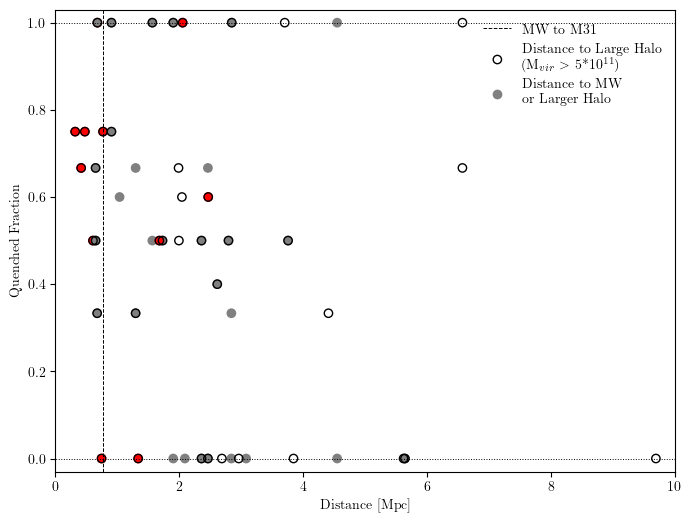 MW to M31
Distance to Large Halo
(M_vir > 5*10^11)
Distance to MW
or Larger Halo
1.0
0.8
0.6
0.4
0.2
0.0
Quenched Fraction
0 2 4 6 8 10
Distance [Mpc]